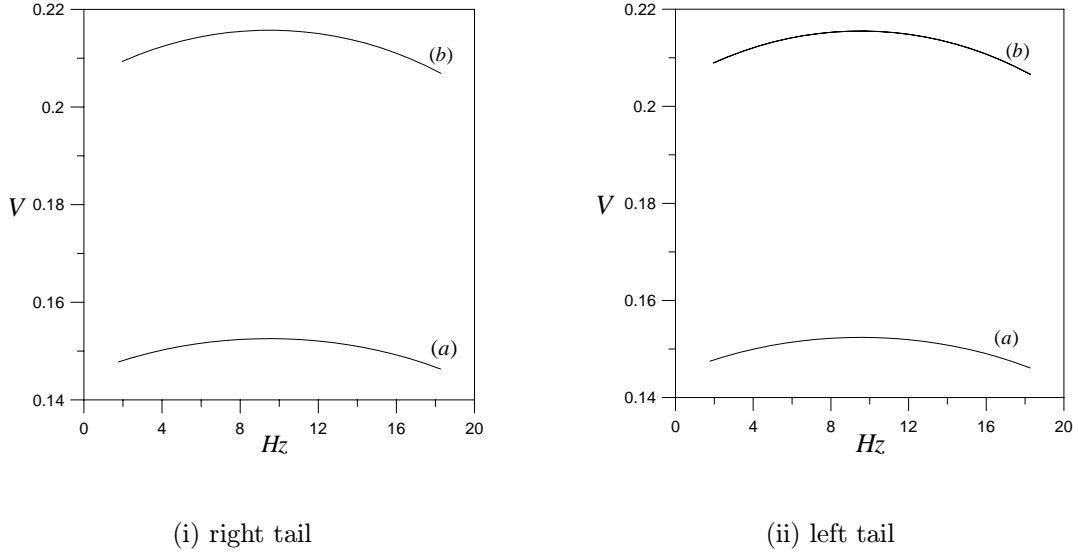 0.22
0.2
0.18
0.16
0.14
V
(b)
(a)
0 4 8 12 16 20
Hz
(i) right tail
0.22
0.2
0.18
0.16
0.14
V
(b)
(a)
0 4 8 12 16 20
Hz
(ii) left tail